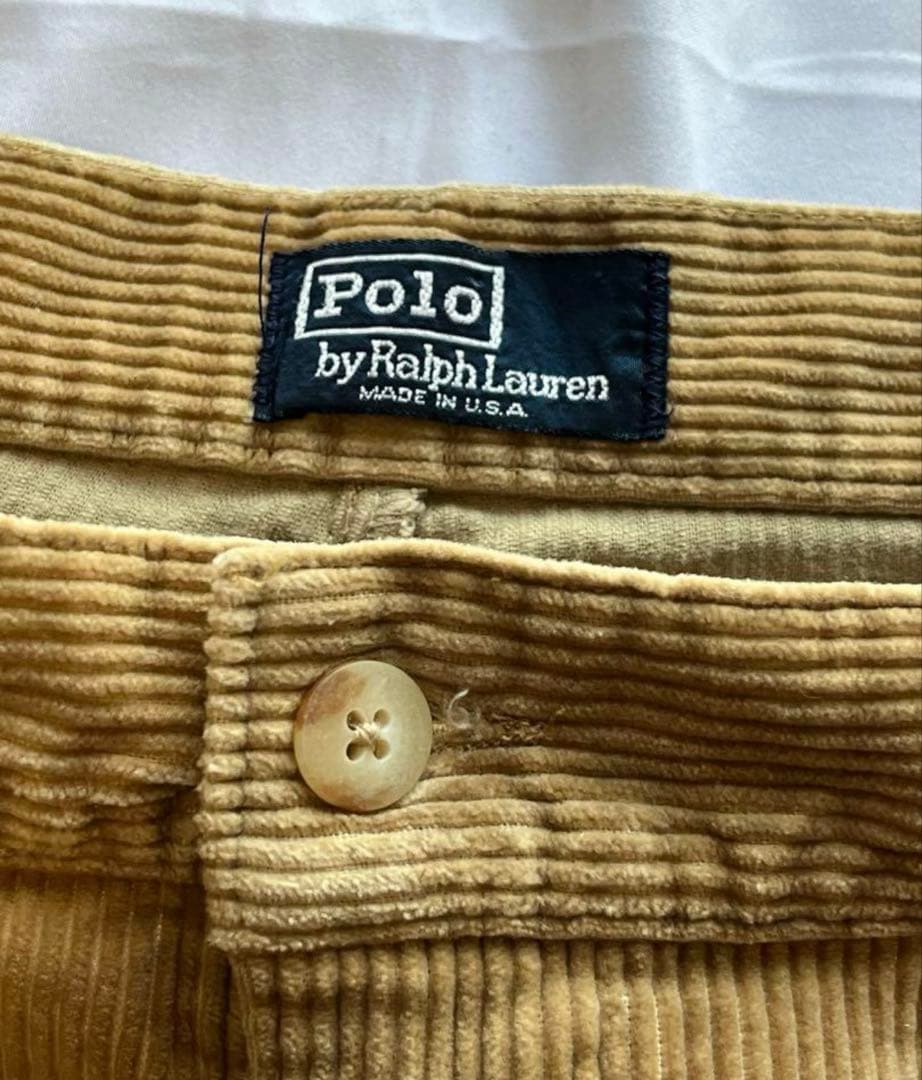 Polo
by Ralph Lauren
MADE IN U.S.A.